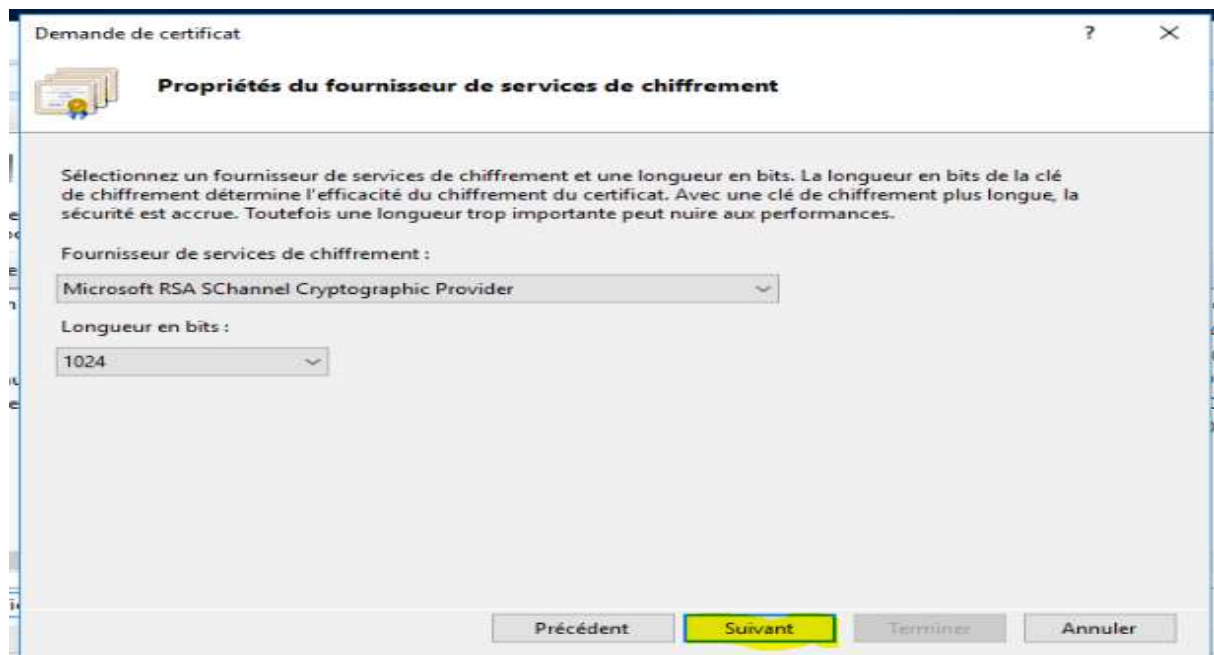 Demande de certificat
Propriétés du fournisseur de services de chiffrement
Sélectionnez un fournisseur de services de chiffrement et une longueur en bits. La longueur en bits de la clé
de chiffrement détermine l'efficacité du chiffrement du certificat. Avec une clé de chiffrement plus longue, la
sécurité est accrue. Toutefois une longueur trop importante peut nuire aux performances.
Fournisseur de services de chiffrement :
Microsoft RSA SChannel Cryptographic Provider
Longueur en bits :
1024
Précédent Suivant Terminer Annuler